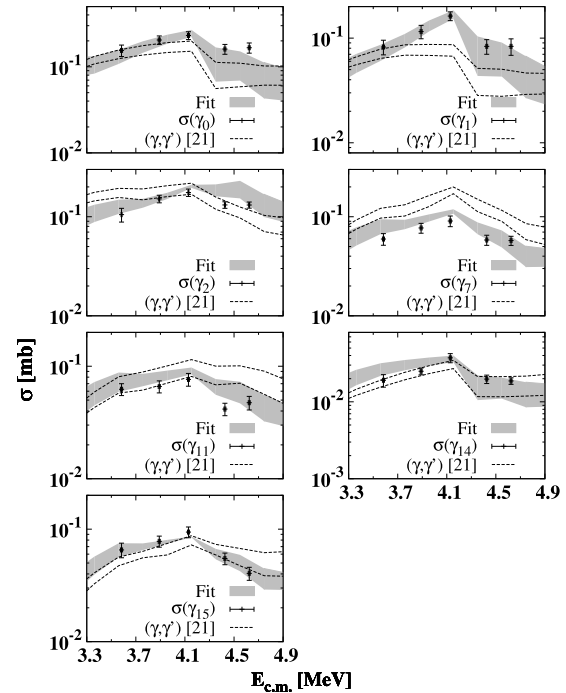 10⁻¹
10⁻²
Fit
σ(γ₀)
(γ,γ') [21]
10⁻¹
10⁻²
Fit
σ(γ₁)
(γ,γ') [21]
10⁻¹
10⁻²
Fit
σ(γ₂)
(γ,γ') [21]
10⁻¹
10⁻²
Fit
σ(γ₇)
(γ,γ') [21]
σ [mb]
10⁻¹
10⁻²
Fit
σ(γ₁₁)
(γ,γ') [21]
10⁻²
10⁻³
Fit
σ(γ₁₄)
(γ,γ') [21]
3.3 3.7 4.1 4.5 4.9
10⁻¹
10⁻²
Fit
σ(γ₁₅)
(γ,γ') [21]
3.3 3.7 4.1 4.5 4.9
E_c.m. [MeV]